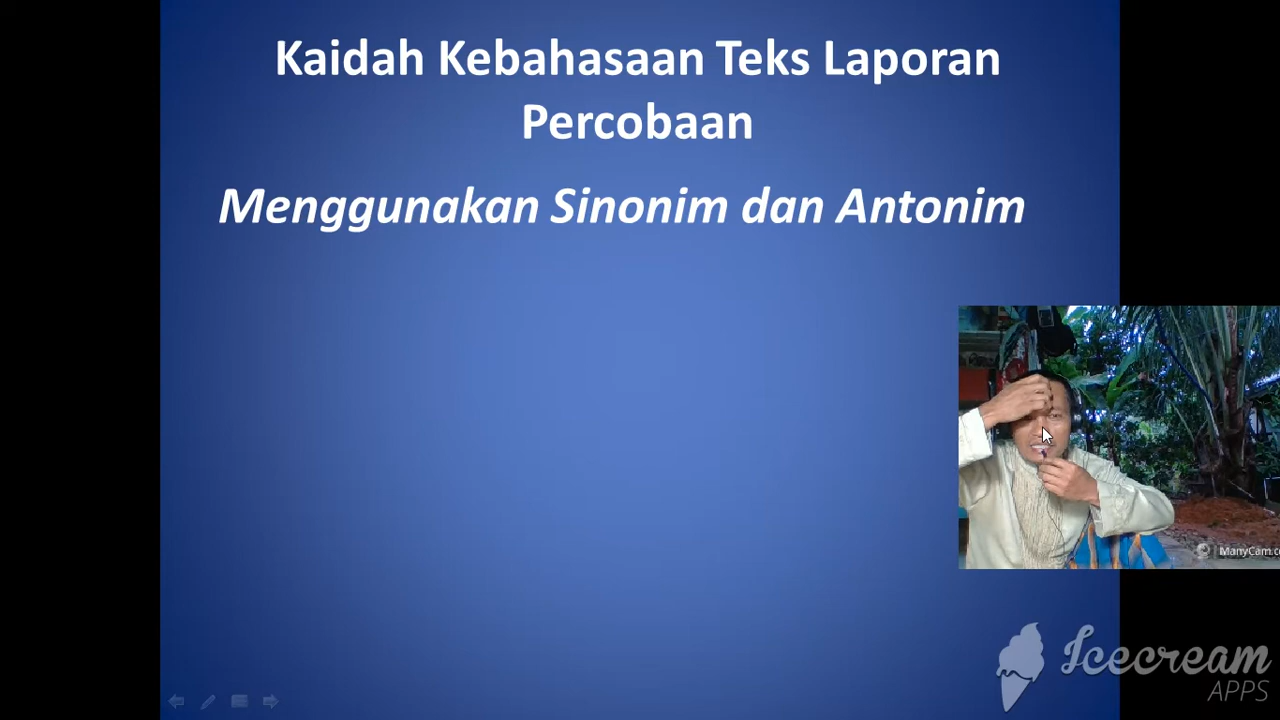 Kaidah Kebahasaan Teks Laporan
Percobaan
Menggunakan Sinonim dan Antonim
ManyCam.c
Icecream
APPS